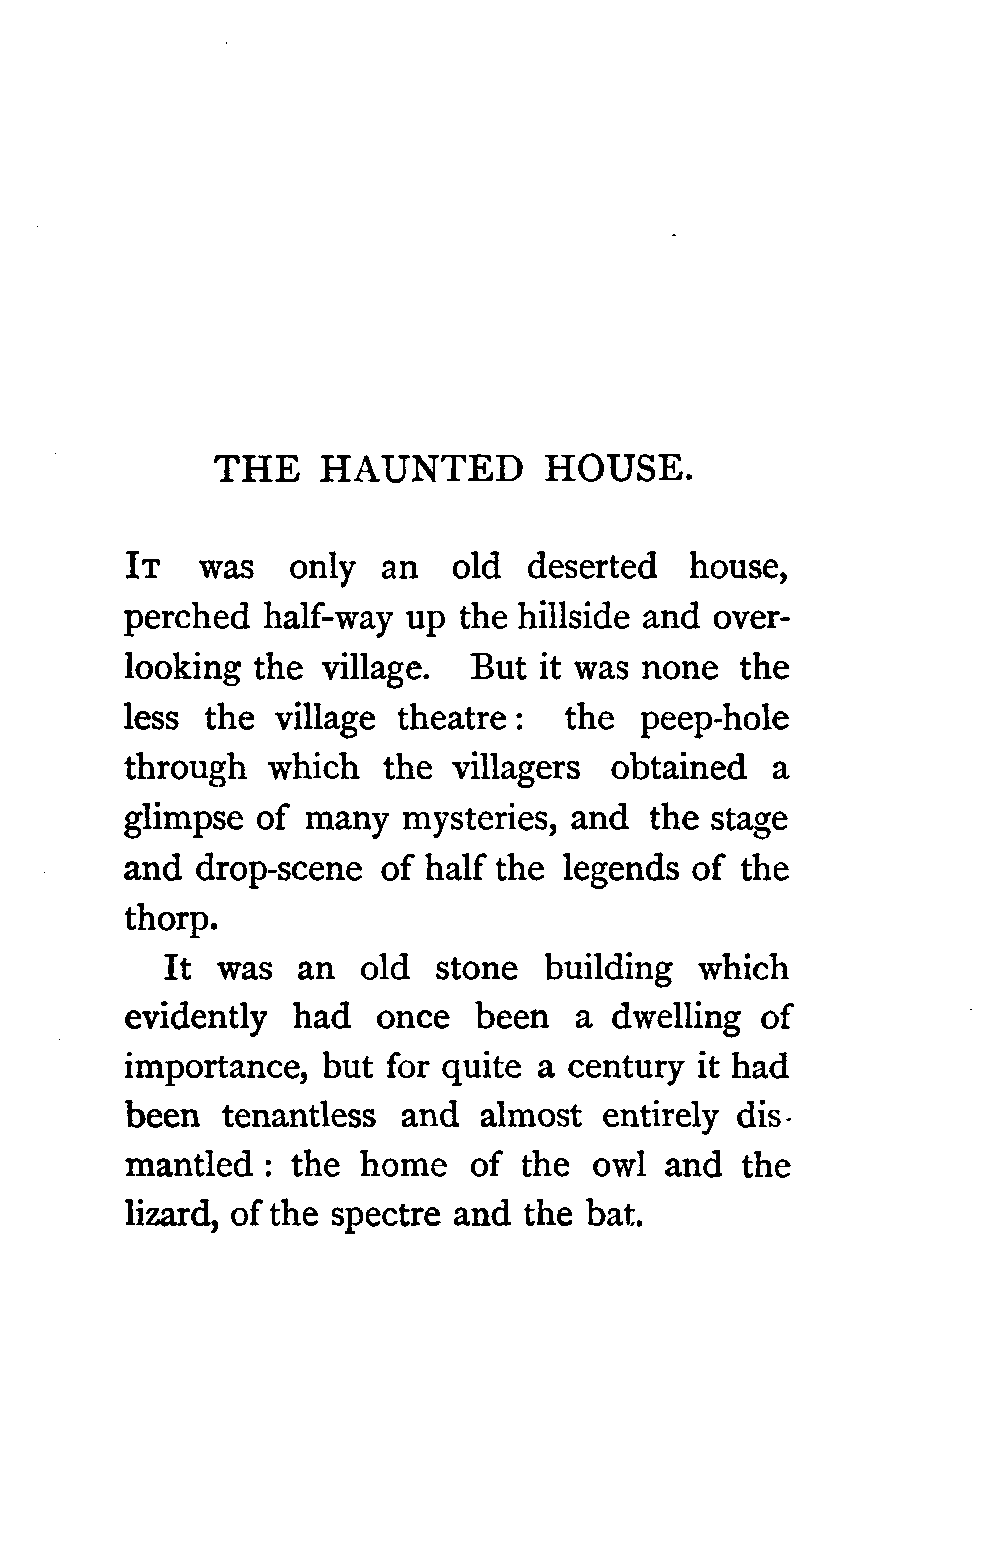 THE HAUNTED HOUSE.
IT was only an old deserted house,
perched half-way up the hillside and over-
looking the village. But it was none the
less the village theatre : the peep-hole
through which the villagers obtained a
glimpse of many mysteries, and the stage
and drop-scene of half the legends of the
thorp.
It was an old stone building which
evidently had once been a dwelling of
importance, but for quite a century it had
been tenantless and almost entirely dis-
mantled : the home of the owl and the
lizard, of the spectre and the bat.